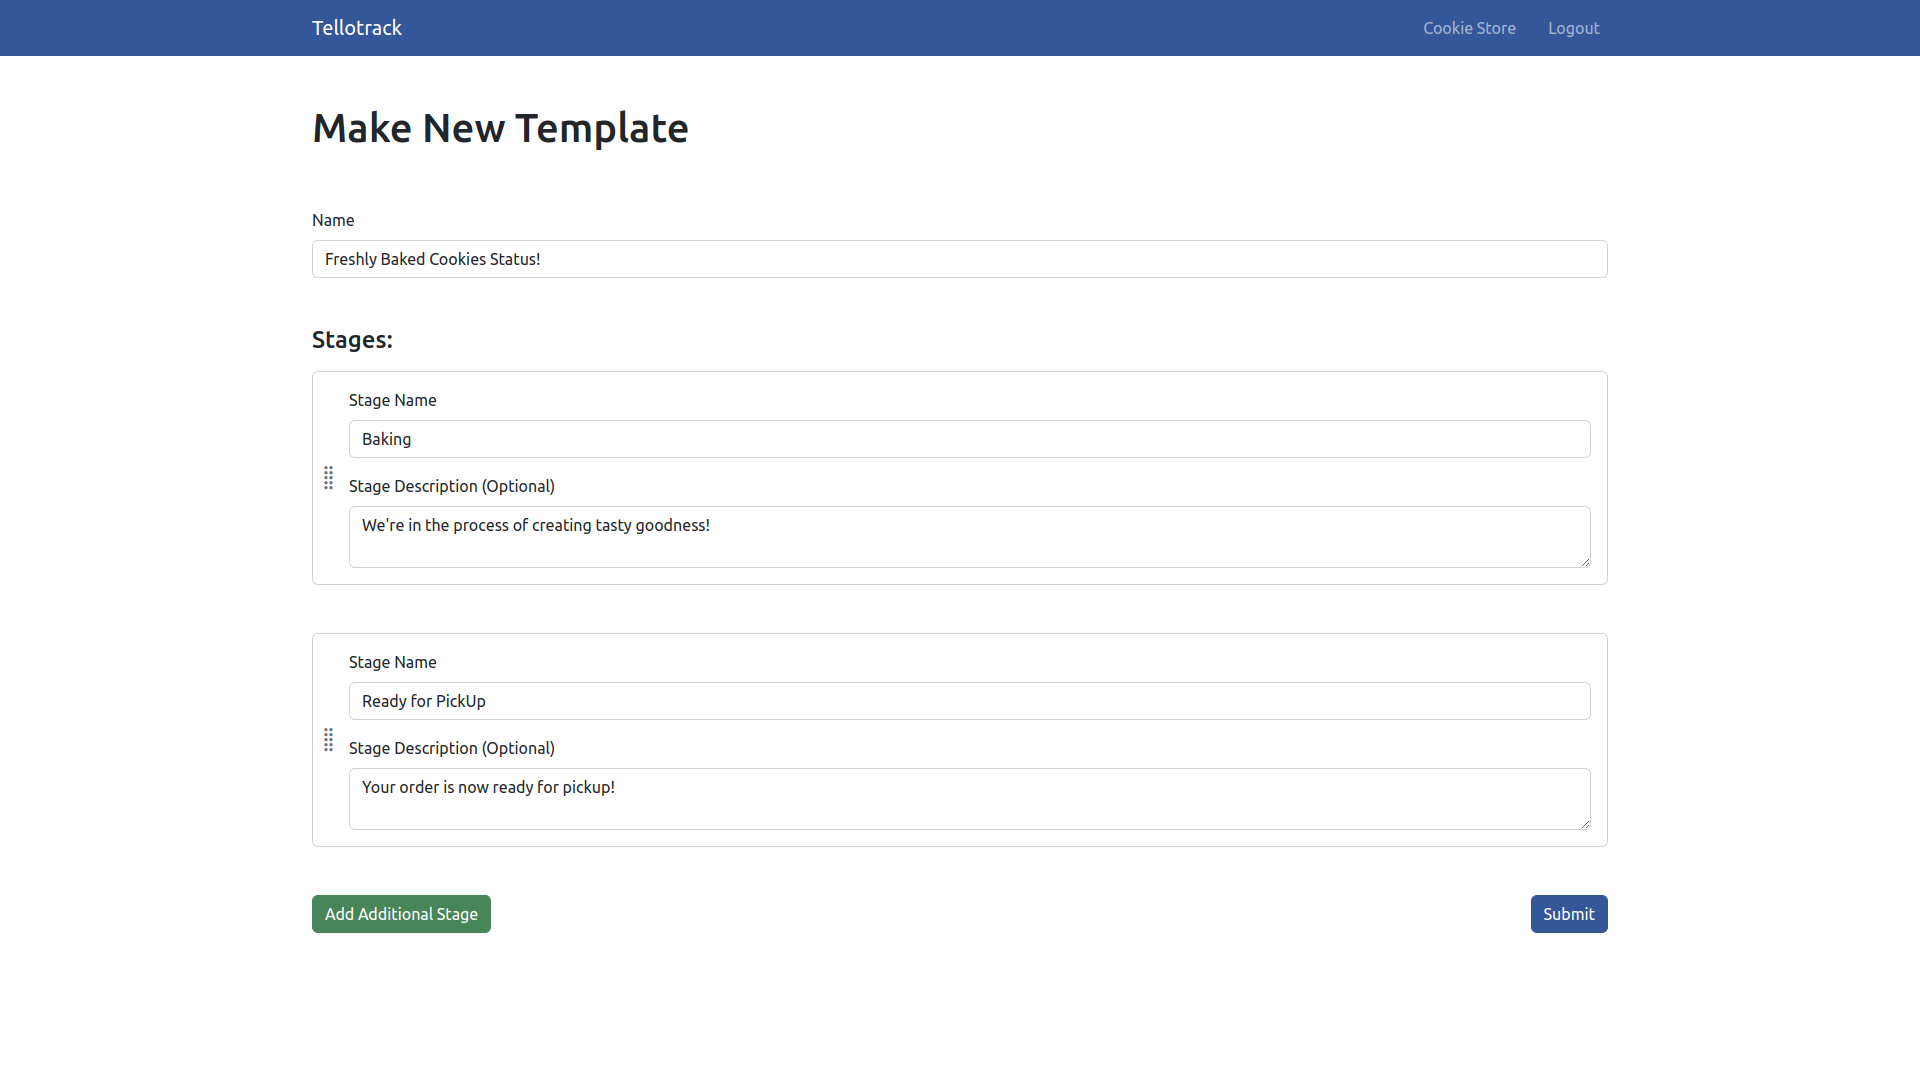 Tellotrack
Cookie Store
Logout
Make New Template
Name
Freshly Baked Cookies Status!
Stages:
Stage Name
Baking
Stage Description (Optional)
We're in the process of creating tasty goodness!
Stage Name
Ready for PickUp
Stage Description (Optional)
Your order is now ready for pickup!
Add Additional Stage
Submit